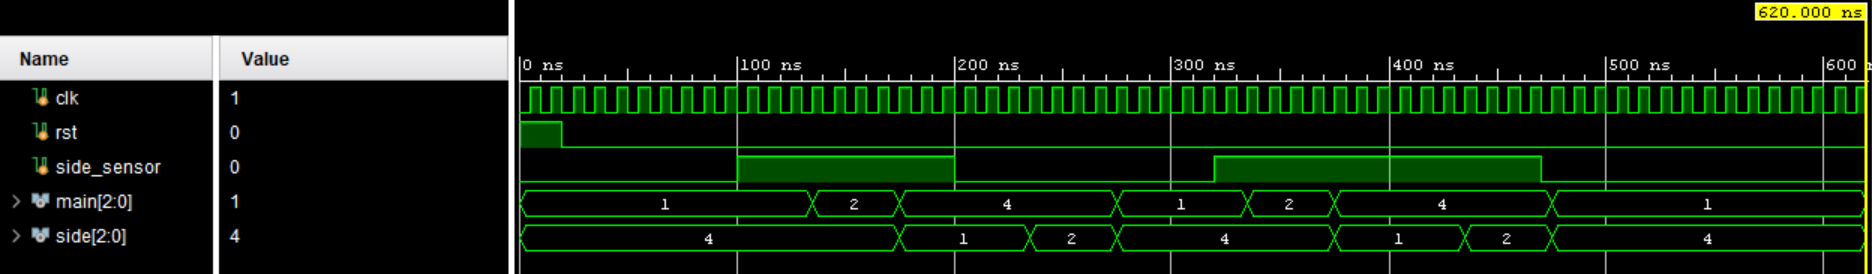 620.000 ns
Name Value
0 ns 100 ns 200 ns 300 ns 400 ns 500 ns 600 n
clk 1
rst 0
side_sensor 0
main[2:0] 1 1 2 4 1 2 4 1
side[2:0] 4 4 1 2 4 1 2 4